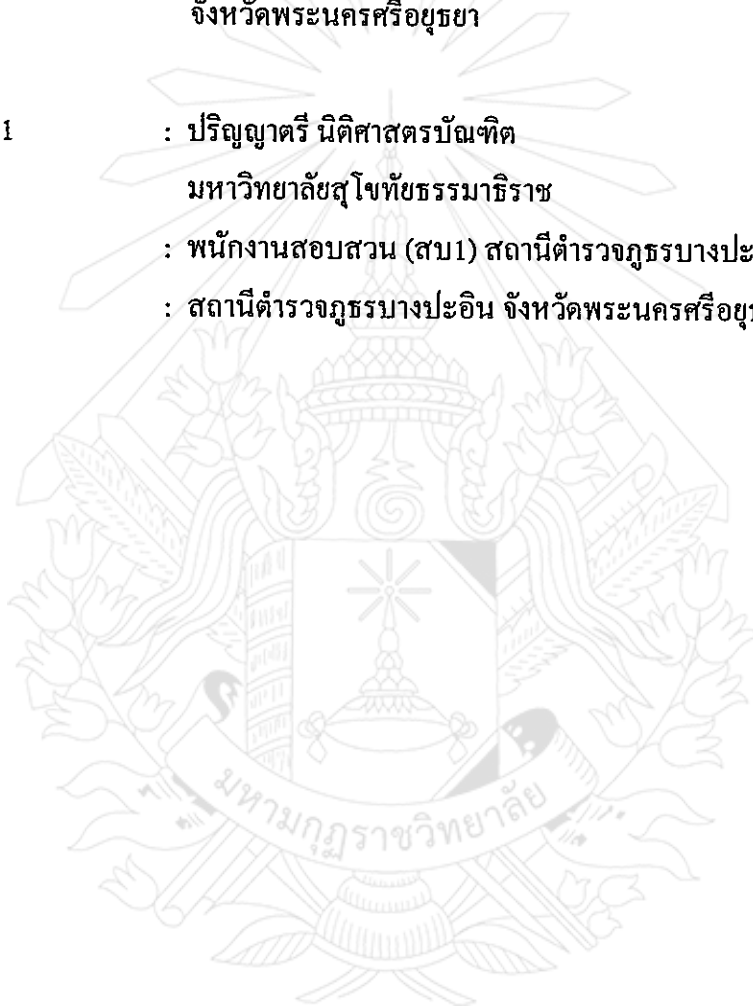 จังหวัดพระนครศรีอยุธยา
1 : ปริญญาตรี นิติศาสตรบัณฑิต
มหาวิทยาลัยสุโขทัยธรรมาธิราช
: พนักงานสอบสวน (สบ1) สถานีตำรวจภูธรบางปะ
: สถานีตำรวจภูธรบางปะอิน จังหวัดพระนครศรีอยุ
มหามกุฏราชวิทยาลัย